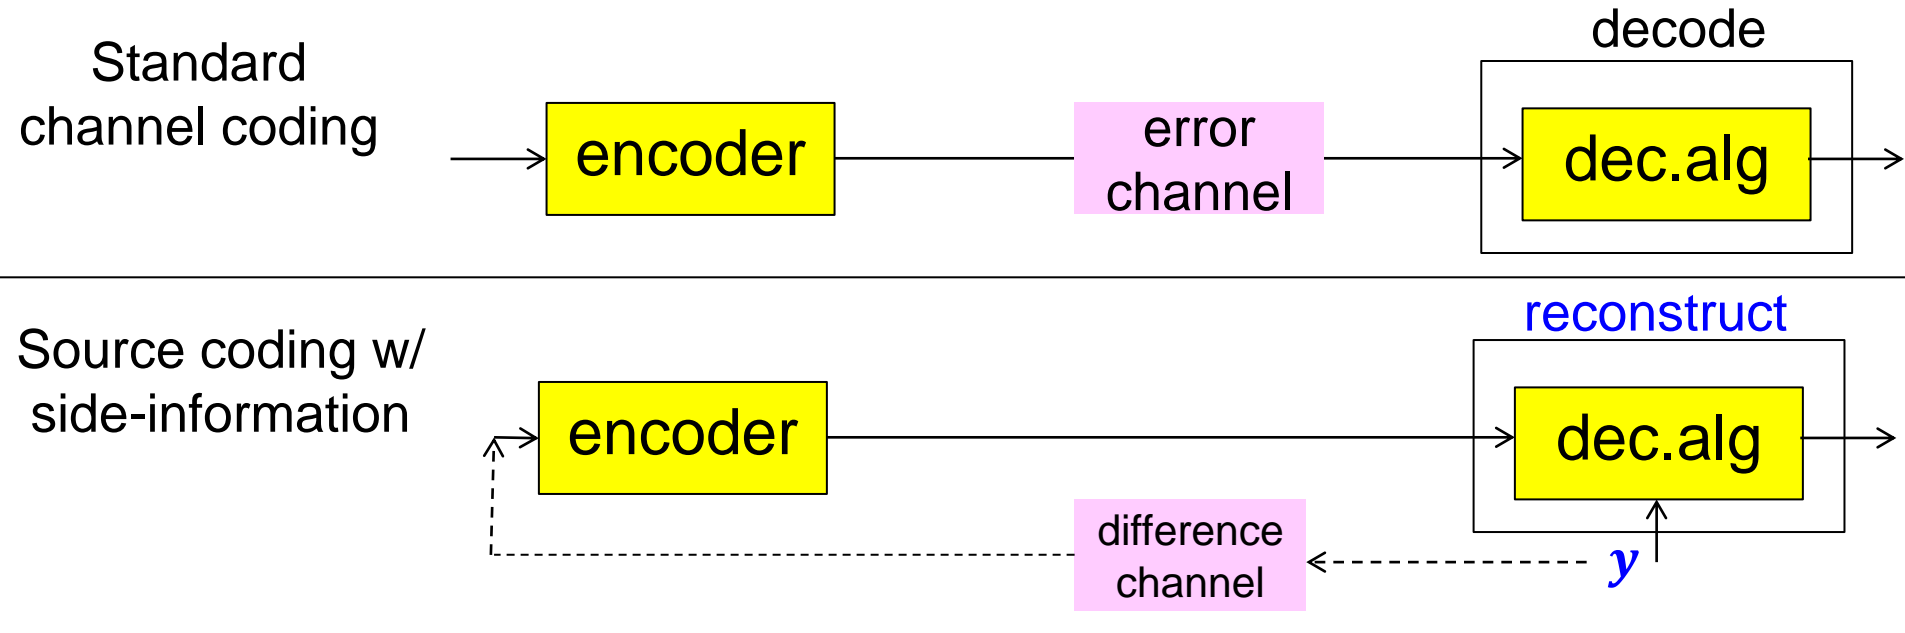 decode
Standard
channel coding
encoder
error
channel
dec.alg
reconstruct
Source coding w/
side-information
encoder
dec.alg
difference
channel
y